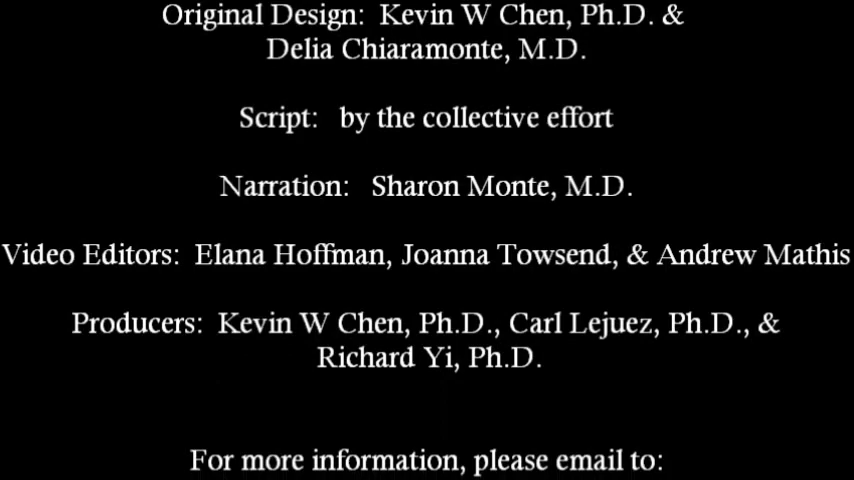 Original Design: Kevin W Chen, Ph.D. &
Delia Chiaramonte, M.D.
Script: by the collective effort
Narration: Sharon Monte, M.D.
Video Editors: Elana Hoffman, Joanna Towsend, & Andrew Mathis
Producers: Kevin W Chen, Ph.D., Carl Lejuez, Ph.D., &
Richard Yi, Ph.D.
For more information, please email to: